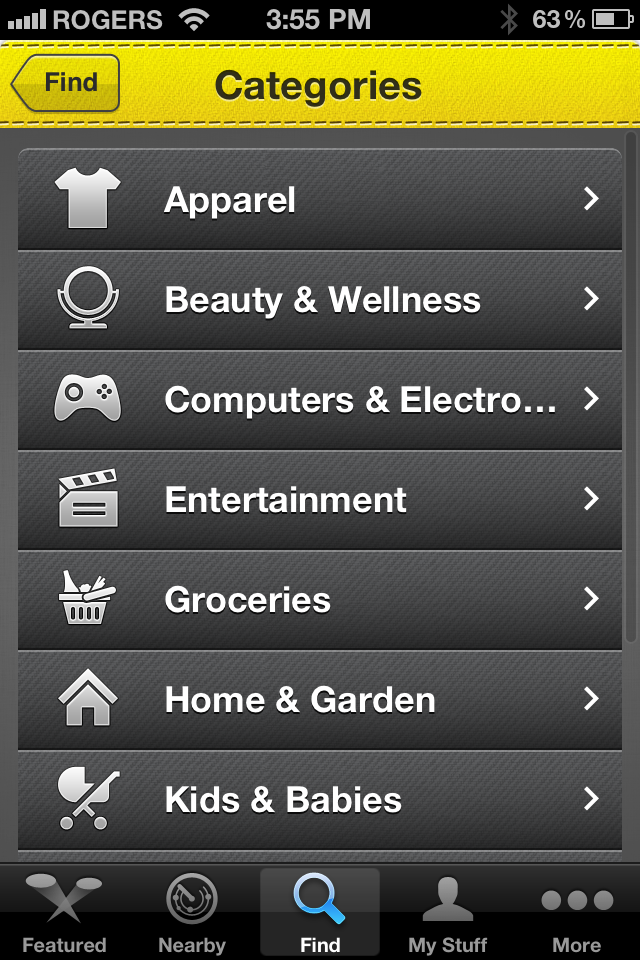 ROGERS 3:55 PM 63%
Find Categories
Apparel
Beauty & Wellness
Computers & Electro...
Entertainment
Groceries
Home & Garden
Kids & Babies
Featured Nearby Find My Stuff More